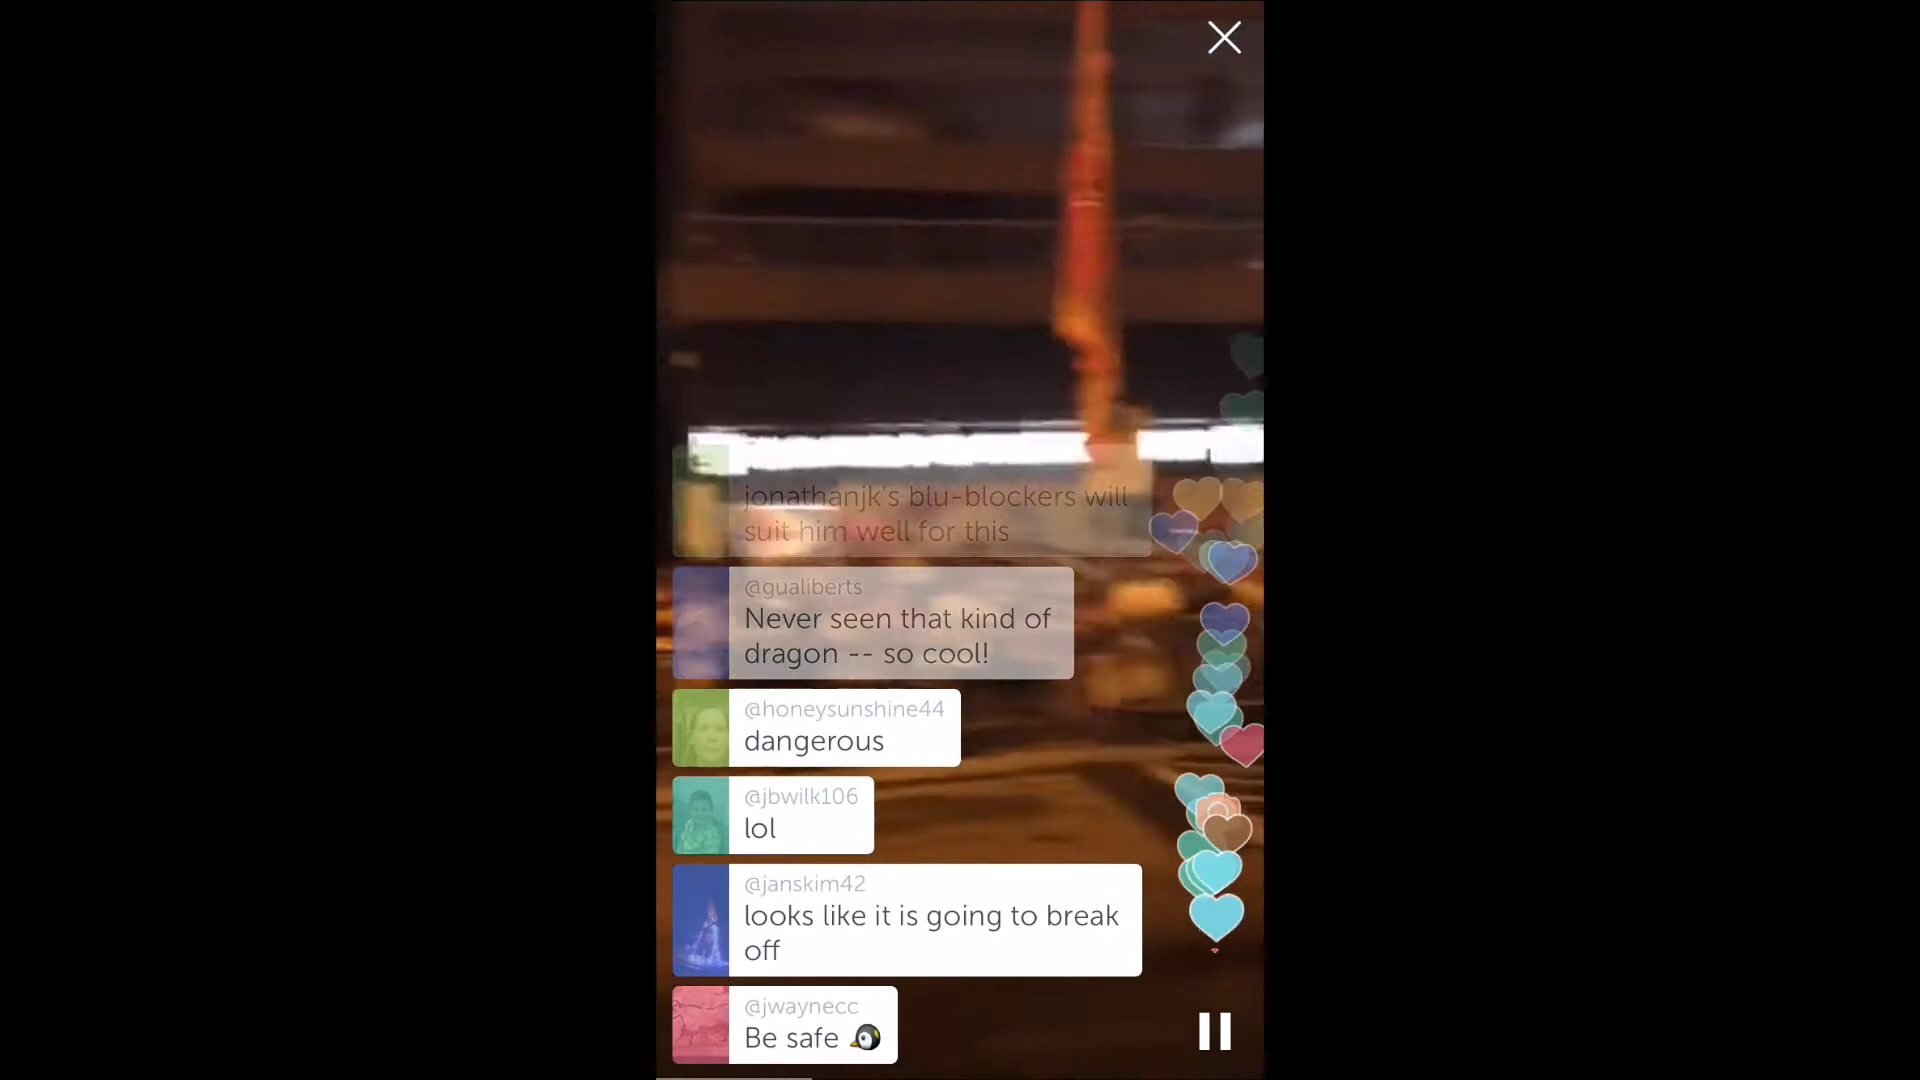 jonathanjk's blu-blockers will
suit him well for this
@gualiberts
Never seen that kind of
dragon -- so cool!
@honeysunshine44
dangerous
@jbwilk106
lol
@janskim42
looks like it is going to break
off
@jwaynecc
Be safe 🐧